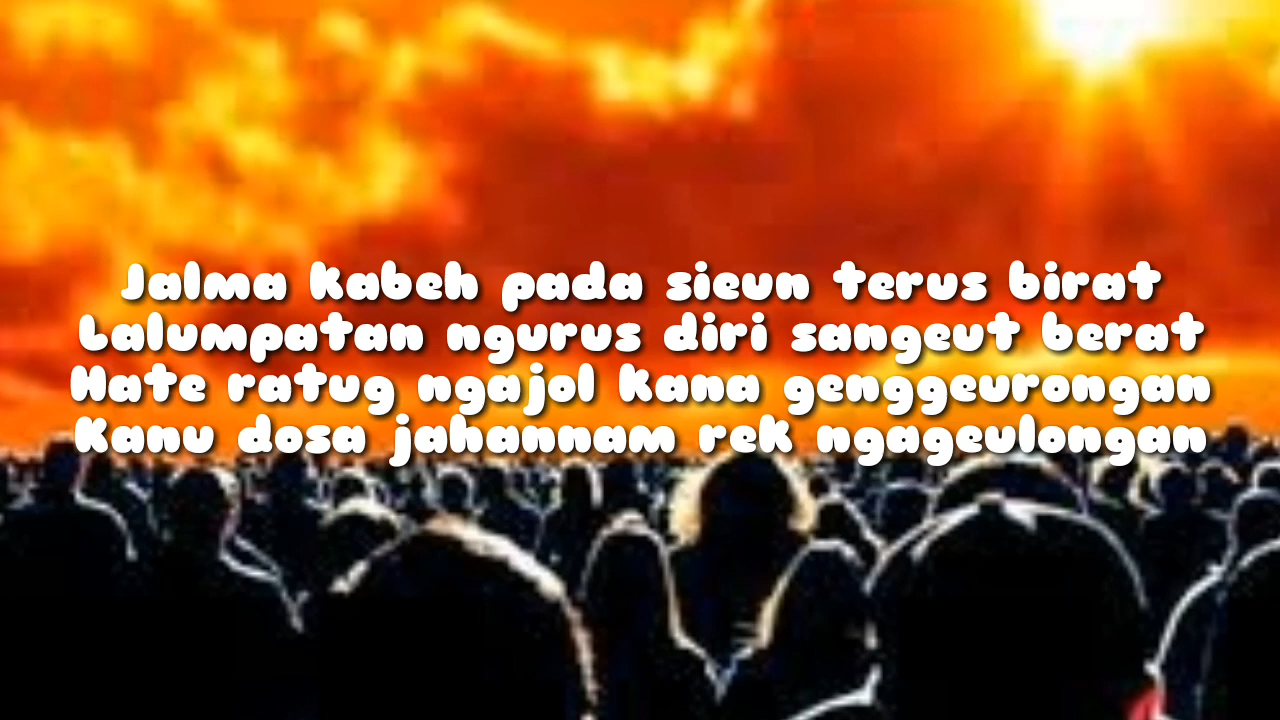 Jalma kabeh pada sieun terus birat
Lalumpatan ngurus diri sangeut berat
Hate ratug ngajol kana genggeurongan
Kanu dosa jahannam rek ngageulongan